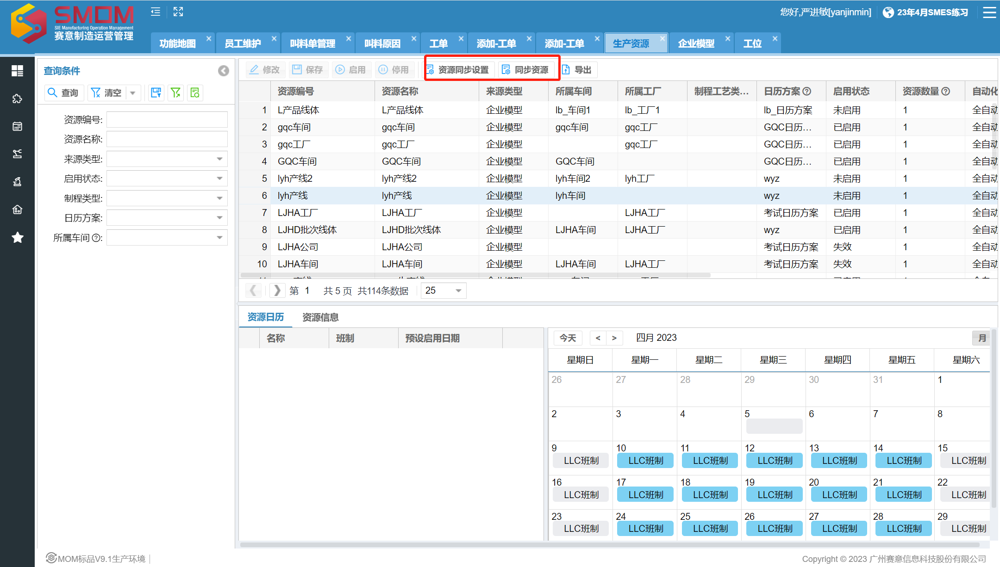 SMOM
SIE Manufacturing Operation Management
赛意制造运营管理
您好,严进敏[yanjinmin]
23年4月SMES练习
功能地图
员工维护
叫料单管理
叫料原因
工单
添加-工单
添加-工单
生产资源
企业模型
工位
查询条件
查询
清空
资源编号:
资源名称:
来源类型:
启用状态:
制程类型:
日历方案:
所属车间 ?:
修改 保存 启用 停用 资源同步设置 同步资源 导出
资源编号 资源名称 来源类型 所属车间 所属工厂 制程工艺类... 日历方案 ? 启用状态 资源数量 ? 自动化
1 L产品线体 L产品线体 企业模型 lb_车间1 lb_工厂1 lb_日历方案 未启用 1 全自动
2 gqc车间 gqc车间 企业模型 gqc车间 gqc工厂 GQC日历... 已启用 1 全自动
3 gqc工厂 gqc工厂 企业模型 gqc工厂 GQC日历... 已启用 1 全自动
4 GQC车间 GQC车间 企业模型 GQC车间 GQC日历... 已启用 1 全自动
5 lyh产线2 lyh产线2 企业模型 lyh车间2 lyh工厂 wyz 未启用 1 全自动
6 lyh产线 lyh产线 企业模型 lyh车间 wyz 未启用 1 全自动
7 LJHA工厂 LJHA工厂 企业模型 LJHA工厂 考试日历方案 已启用 1 全自动
8 LJHD批次线体 LJHD批次线体 企业模型 LJHA车间 LJHA工厂 wyz 已启用 1 全自动
9 LJHA公司 LJHA公司 企业模型 考试日历方案 失效 1 全自动
10 LJHA车间 LJHA车间 企业模型 LJHA车间 LJHA工厂 考试日历方案 失效 1 全自动
第 1 共 5 页 共114条数据 25
资源日历 资源信息
名称 班制 预设启用日期
今天 < > 四月 2023 月
星期日 星期一 星期二 星期三 星期四 星期五 星期六
26 27 28 29 30 31 1
2 3 4 5 6 7 8
9 10 11 12 13 14 15
LLC班制 LLC班制 LLC班制 LLC班制 LLC班制 LLC班制 LLC班制
16 17 18 19 20 21 22
LLC班制 LLC班制 LLC班制 LLC班制 LLC班制 LLC班制 LLC班制
23 24 25 26 27 28 29
LLC班制 LLC班制 LLC班制 LLC班制 LLC班制 LLC班制 LLC班制
MOM标品V9.1生产环境
Copyright © 2023 广州赛意信息科技股份有限公司